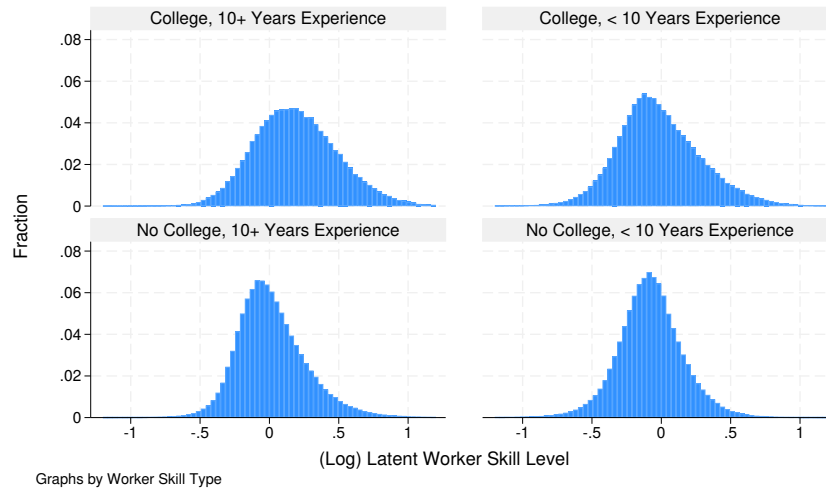 College, 10+ Years Experience
College, < 10 Years Experience
.08
.06
.04
.02
0
No College, 10+ Years Experience
No College, < 10 Years Experience
.08
.06
.04
.02
0
Fraction
-1 -.5 0 .5 1
-1 -.5 0 .5 1
(Log) Latent Worker Skill Level
Graphs by Worker Skill Type